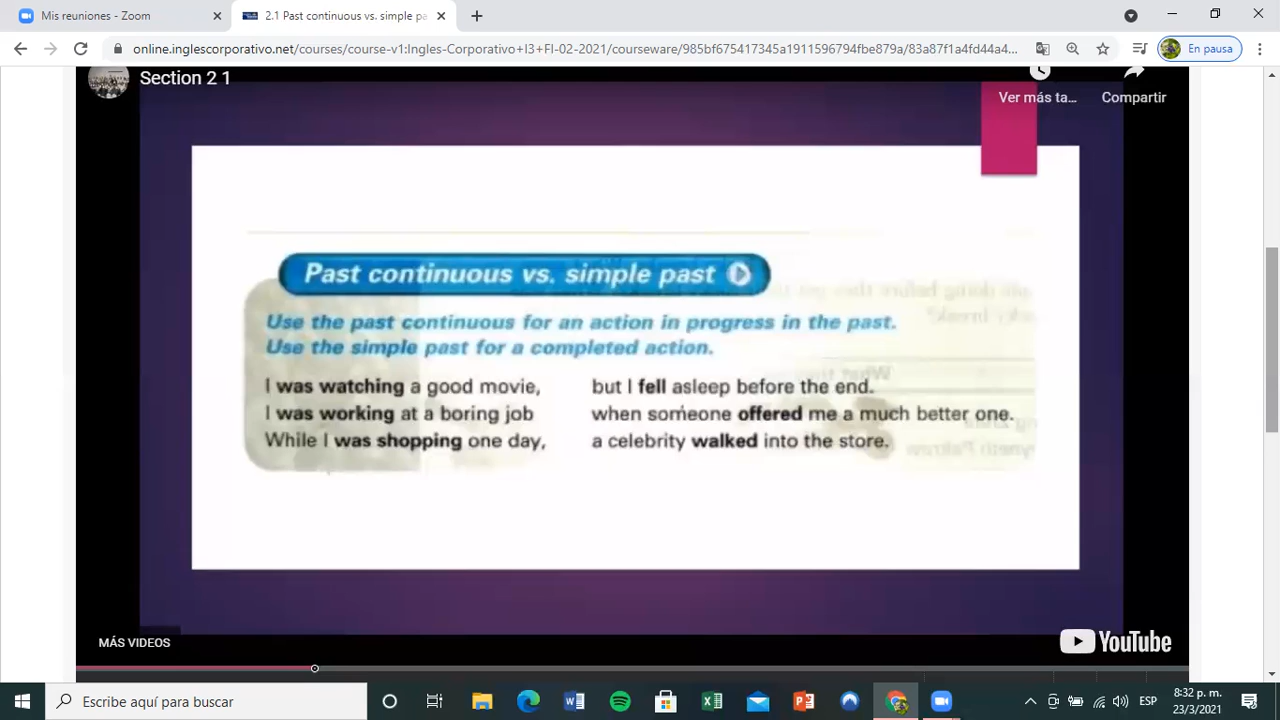 Mis reuniones - Zoom
2.1 Past continuous vs. simple pa
online.inglescorporativo.net/courses/course-v1:Ingles-Corporativo+I3+FI-02-2021/courseware/985bf675417345a1911596794fbe879a/83a87f1a4fd44a4...
En pausa
Section 2 1
Ver más ta...
Compartir
Past continuous vs. simple past
Use the past continuous for an action in progress in the past.
Use the simple past for a completed action.
I was watching a good movie, but I fell asleep before the end.
I was working at a boring job when someone offered me a much better one.
While I was shopping one day, a celebrity walked into the store.
MÁS VIDEOS
YouTube
Escribe aquí para buscar
ESP
8:32 p. m.
23/3/2021